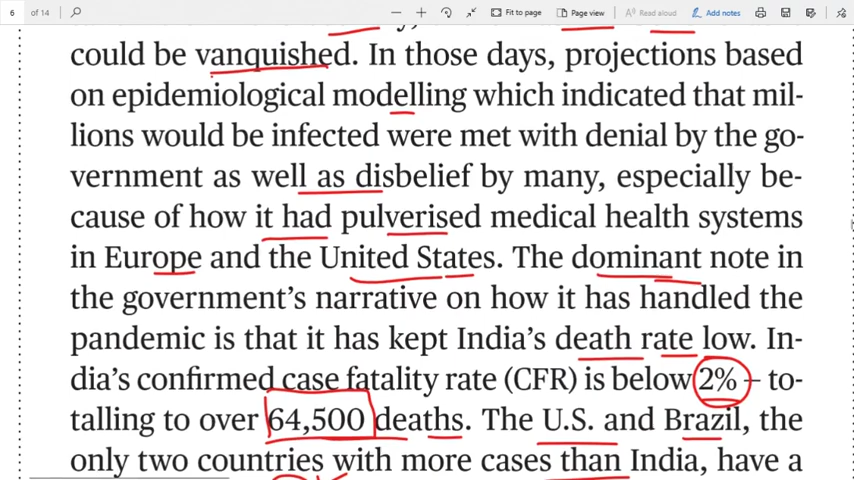 6 of 14 Fit to page Page view Read aloud Add notes
could be vanquished. In those days, projections based
on epidemiological modelling which indicated that mil-
lions would be infected were met with denial by the go-
vernment as well as disbelief by many, especially be-
cause of how it had pulverised medical health systems
in Europe and the United States. The dominant note in
the government's narrative on how it has handled the
pandemic is that it has kept India's death rate low. In-
dia's confirmed case fatality rate (CFR) is below 2% – to-
talling to over 64,500 deaths. The U.S. and Brazil, the
only two countries with more cases than India, have a